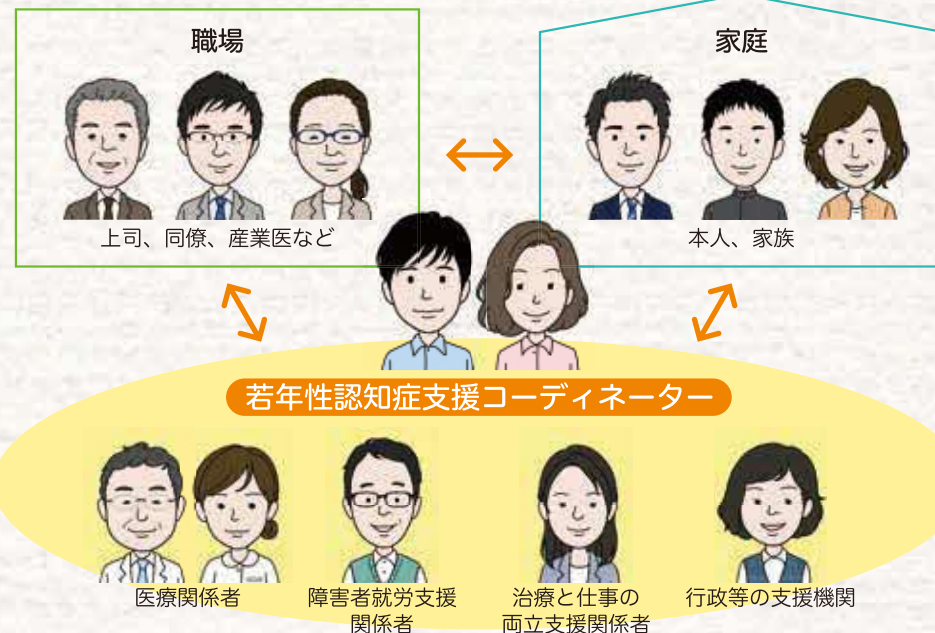 職場
家庭
上司、同僚、産業医など
本人、家族
若年性認知症支援コーディネーター
医療関係者
障害者就労支援
関係者
治療と仕事の
両立支援関係者
行政等の支援機関